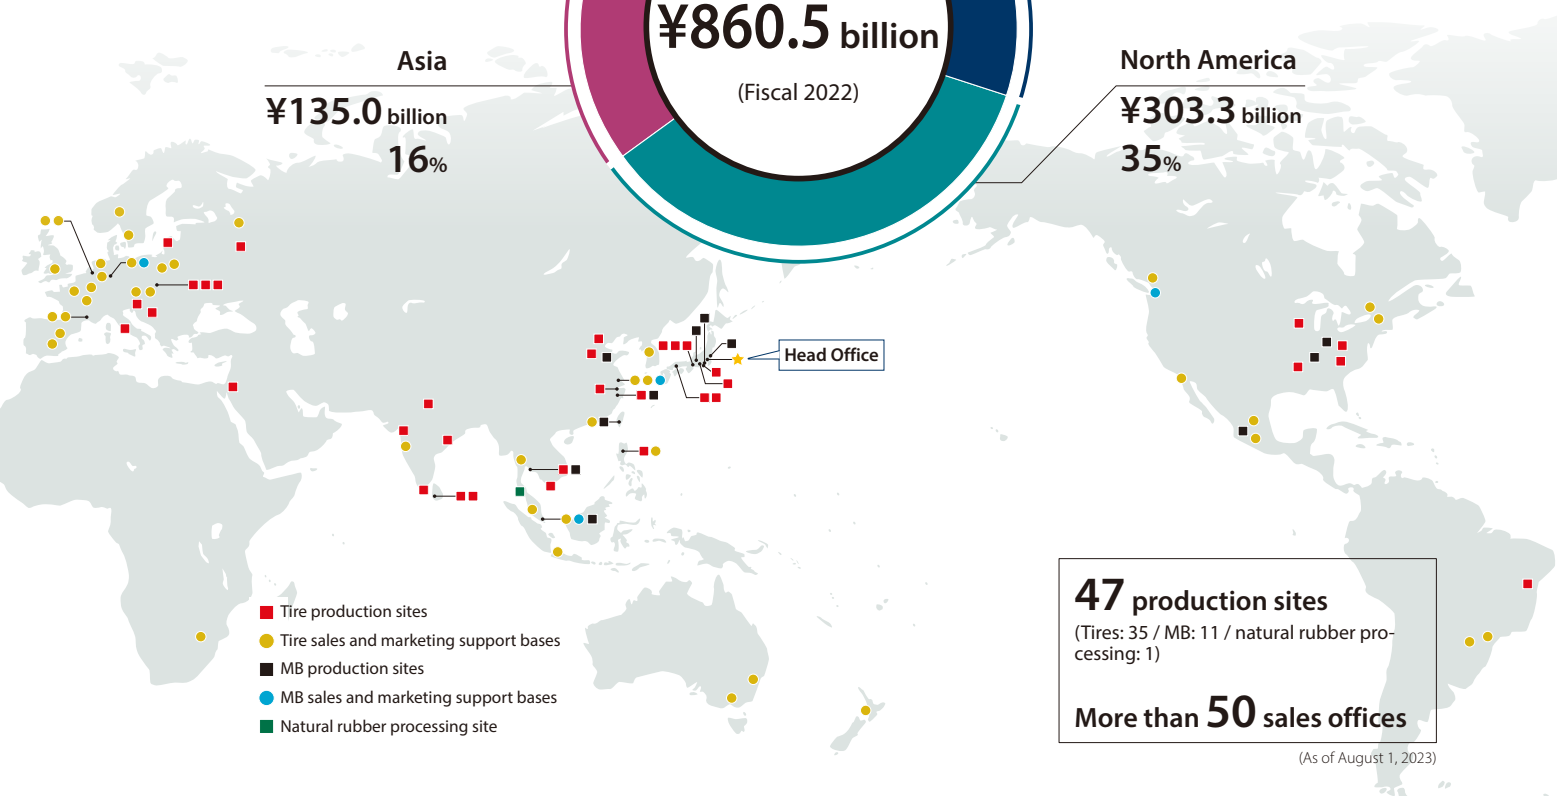 ¥860.5 billion
(Fiscal 2022)
Asia
¥135.0 billion
16%
North America
¥303.3 billion
35%
Head Office
Tire production sites
Tire sales and marketing support bases
MB production sites
MB sales and marketing support bases
Natural rubber processing site
47 production sites
(Tires: 35 / MB: 11 / natural rubber pro-
cessing: 1)
More than 50 sales offices
(As of August 1, 2023)